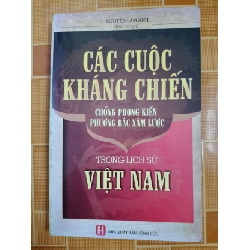 CÁC CUỘC
KHÁNG CHIẾN
CHỐNG PHONG KIẾN
PHƯƠNG BẮC XÂM LƯỢC
TRONG LỊCH SỬ
VIỆT NAM